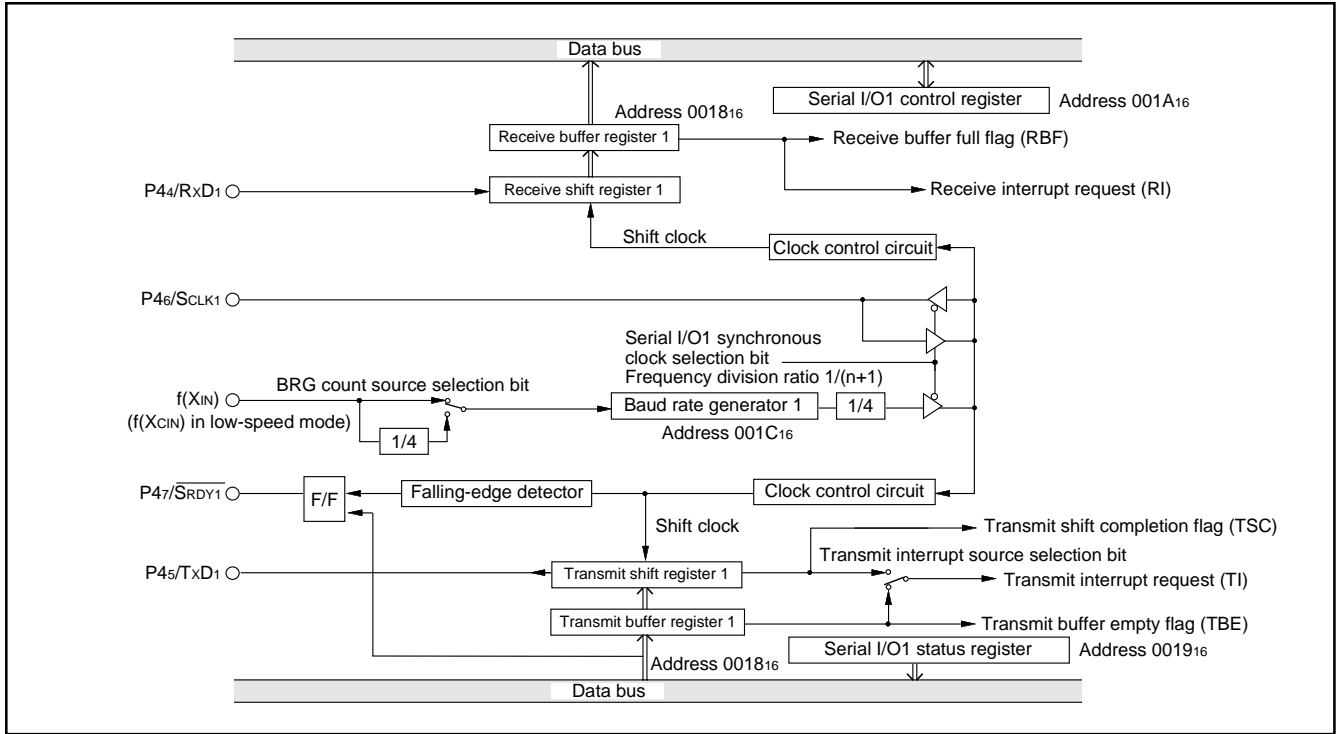 Data bus
Serial I/O1 control register Address 001A16
Address 001816
Receive buffer register 1
Receive buffer full flag (RBF)
P44/RXD1
Receive shift register 1
Receive interrupt request (RI)
Shift clock
Clock control circuit
P46/SCLK1
Serial I/O1 synchronous
clock selection bit
Frequency division ratio 1/(n+1)
BRG count source selection bit
f(XIN)
(f(XCIN) in low-speed mode)
Baud rate generator 1
1/4
1/4
Address 001C16
P47/SRDY1
F/F
Falling-edge detector
Clock control circuit
Shift clock
Transmit shift completion flag (TSC)
Transmit interrupt source selection bit
P45/TXD1
Transmit shift register 1
Transmit interrupt request (TI)
Transmit buffer register 1
Transmit buffer empty flag (TBE)
Address 001816
Serial I/O1 status register Address 001916
Data bus